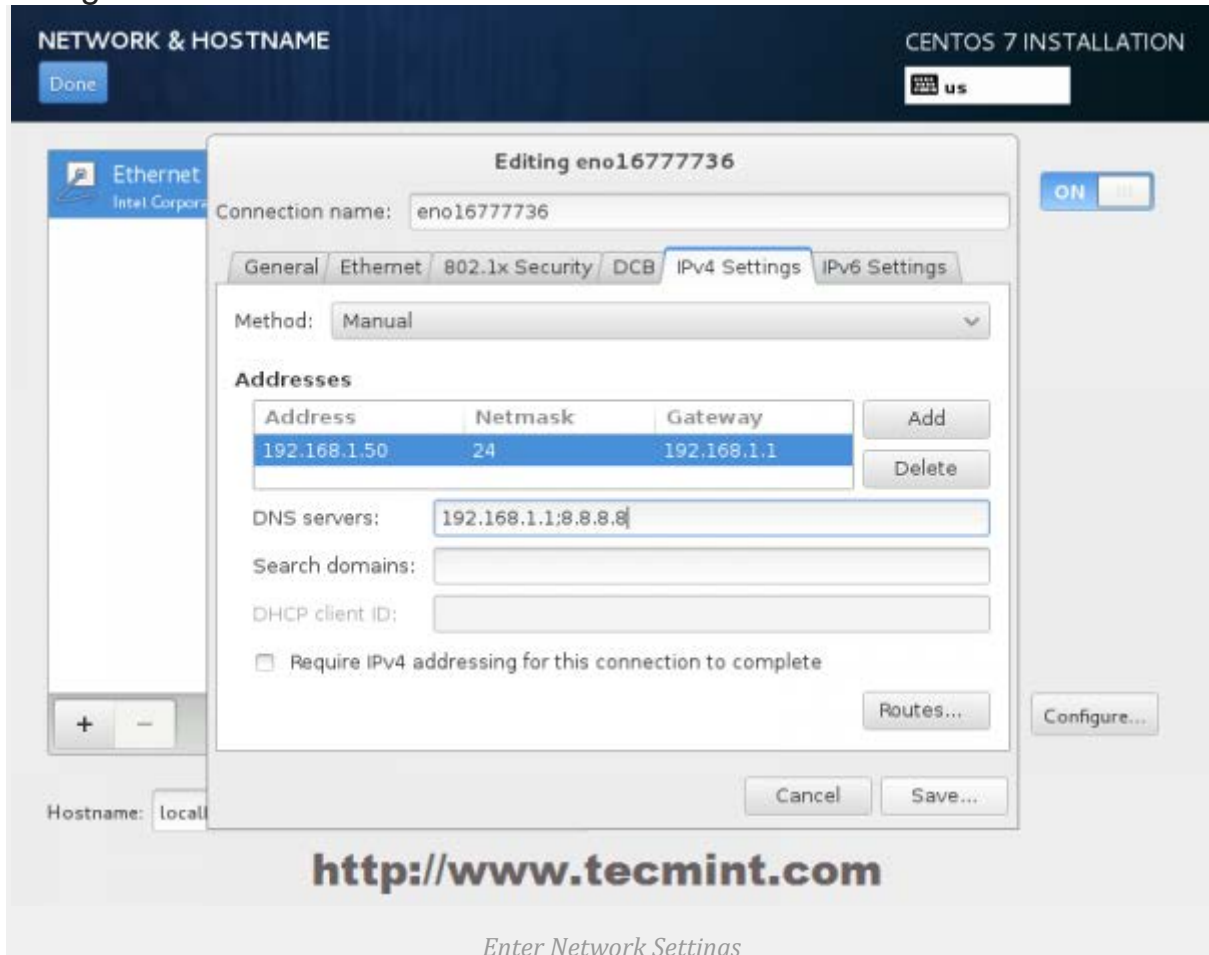 NETWORK & HOSTNAME
CENTOS 7 INSTALLATION
Done
us
Editing eno16777736
Ethernet
Intel Corpora
ON
Connection name: eno16777736
General Ethernet 802.1x Security DCB IPv4 Settings IPv6 Settings
Method: Manual
Addresses
Address Netmask Gateway
192.168.1.50 24 192.168.1.1
Add
Delete
DNS servers: 192.168.1.1;8.8.8.8
Search domains:
DHCP client ID:
Require IPv4 addressing for this connection to complete
Routes...
+ -
Configure...
Cancel Save...
Hostname: local
http://www.tecmint.com
Enter Network Settings